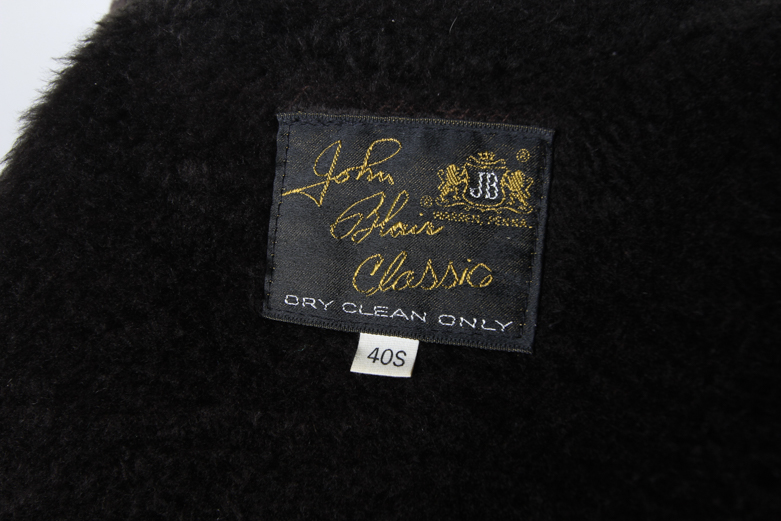 John
Blair
Classic
JB
®
®
DRY CLEAN ONLY
40S